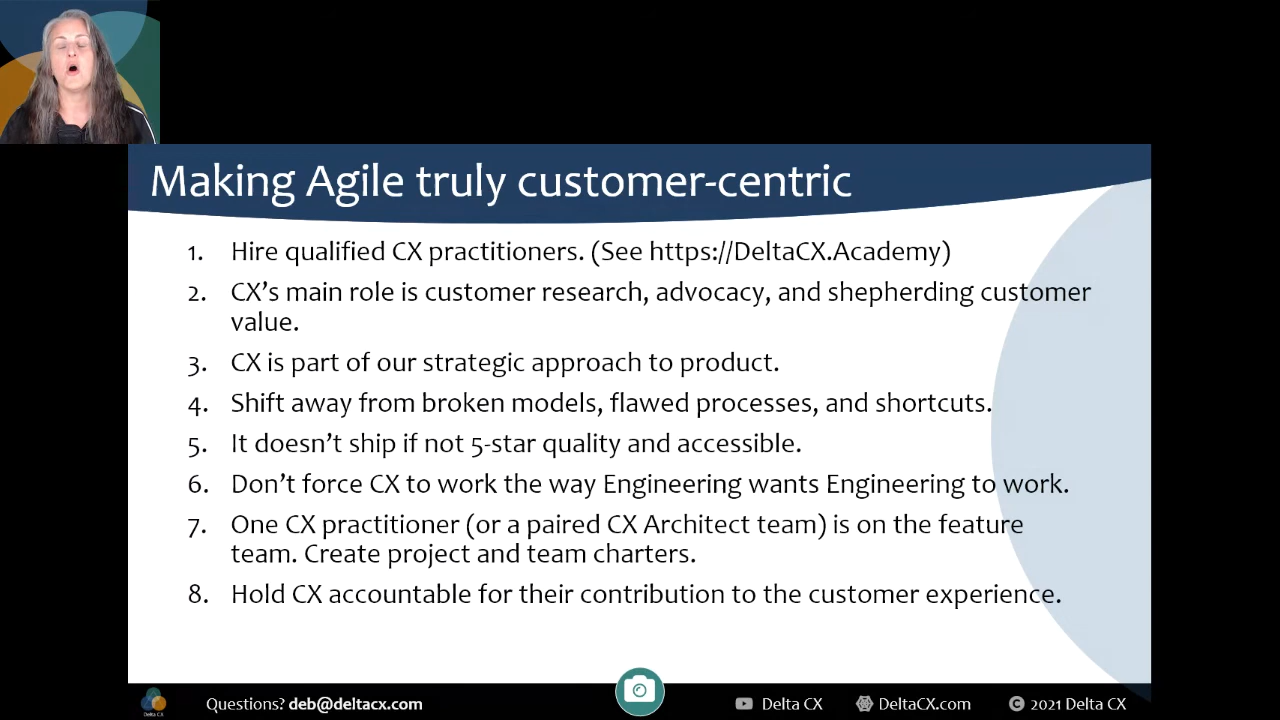 Making Agile truly customer-centric
1. Hire qualified CX practitioners. (See https://DeltaCX.Academy)
2. CX’s main role is customer research, advocacy, and shepherding customer
value.
3. CX is part of our strategic approach to product.
4. Shift away from broken models, flawed processes, and shortcuts.
5. It doesn’t ship if not 5-star quality and accessible.
6. Don’t force CX to work the way Engineering wants Engineering to work.
7. One CX practitioner (or a paired CX Architect team) is on the feature
team. Create project and team charters.
8. Hold CX accountable for their contribution to the customer experience.
Delta CX
Questions? deb@deltacx.com
Delta CX
DeltaCX.com
© 2021 Delta CX